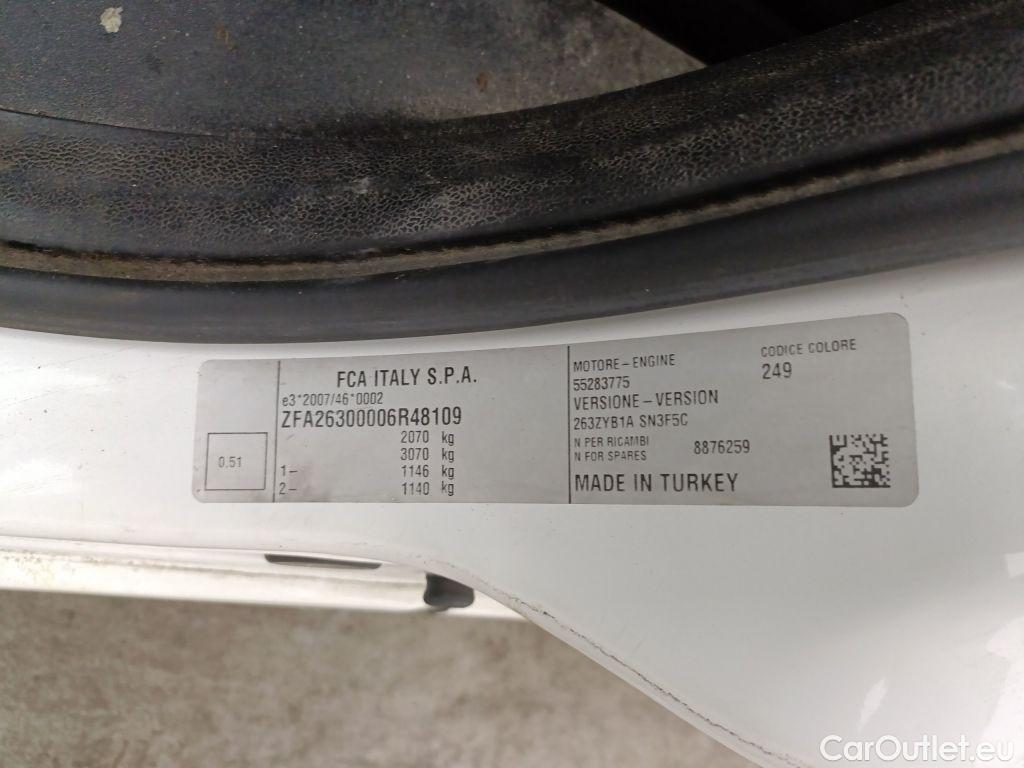 FCA ITALY S.P.A.
e3*2007/46*0002
ZFA26300006R48109
2070 kg
3070 kg
1- 1146 kg
2- 1140 kg
0.51
MOTORE-ENGINE
55283775
VERSIONE-VERSION
263ZYB1A SN3F5C
N PER RICAMBI
N FOR SPARES 8876259
MADE IN TURKEY
CODICE COLORE
249
CarOutlet.eu